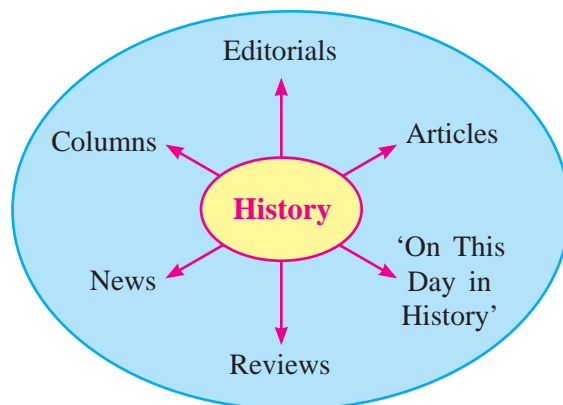 Editorials
Columns
Articles
History
News
‘On This
Day in
History’
Reviews